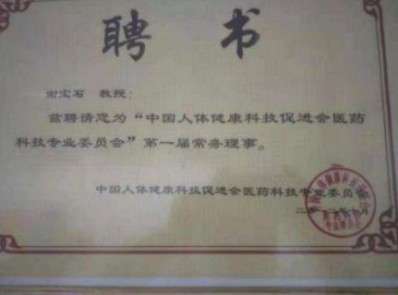 聘书
谢宝石 教授：
兹聘请您为“中国人体健康科技促进会医药
科技专业委员会”第一届常务理事。
中国人体健康科技促进会医药科技专业委员会